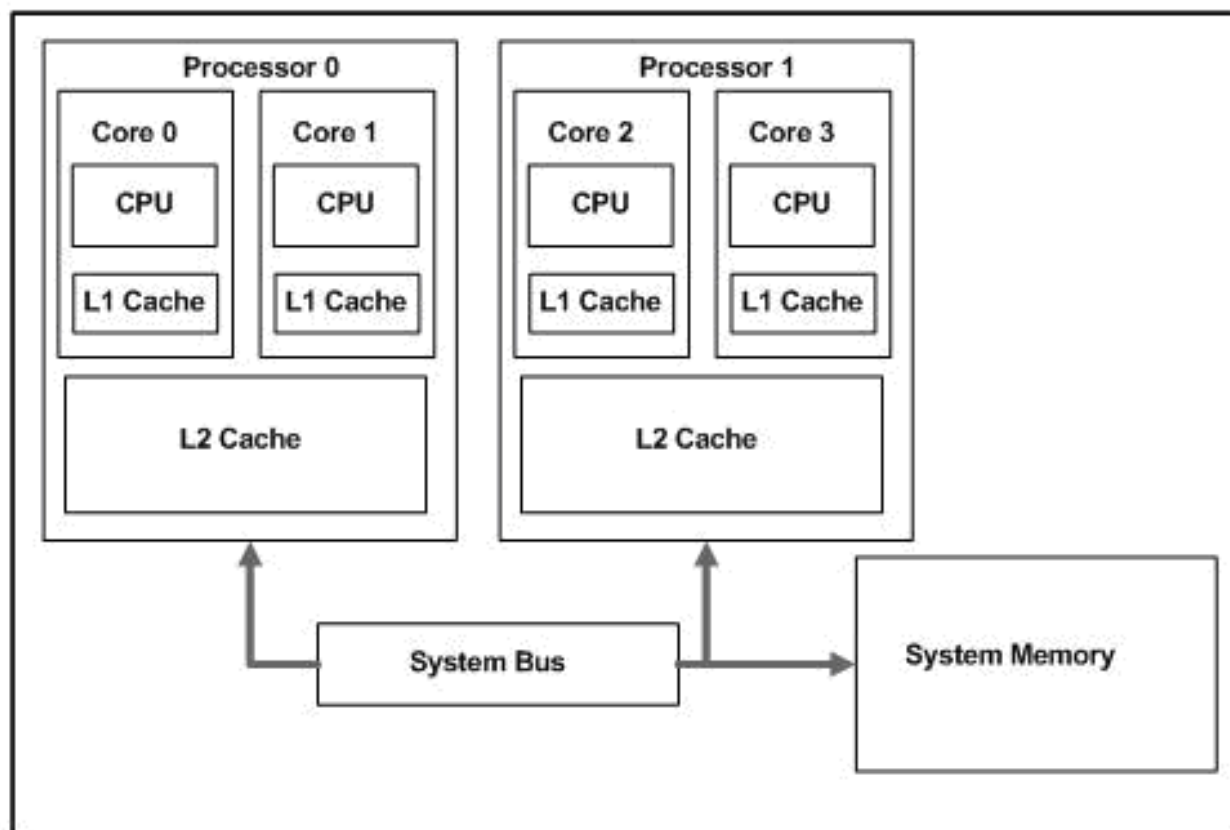 Processor 0
Processor 1
Core 0
Core 1
Core 2
Core 3
CPU
CPU
CPU
CPU
L1 Cache
L1 Cache
L1 Cache
L1 Cache
L2 Cache
L2 Cache
System Bus
System Memory